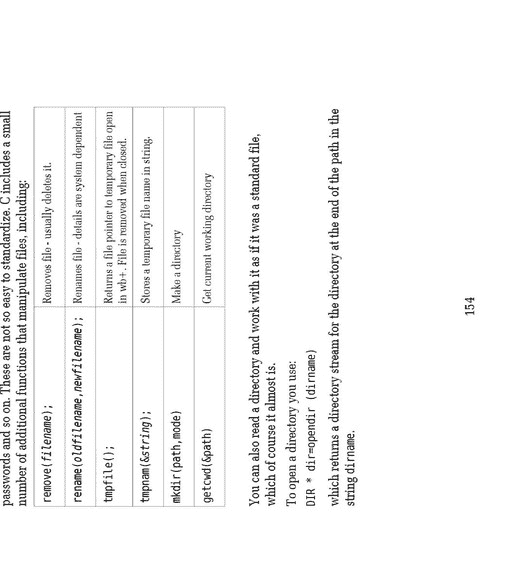 passwords and so on. These are not so easy to standardize. C includes a small
number of additional functions that manipulate files, including:
remove(filename); Removes file - usually deletes it.
rename(oldfilename,newfilename); Renames file - details are system dependent
tmpfile(); Returns a file pointer to temporary file open
in wb+. File is removed when closed.
tmpnam(&string); Stores a temporary file name in string.
mkdir(path,mode) Make a directory
getcwd(&path) Get current working directory
You can also read a directory and work with it as if it was a standard file,
which of course it almost is.
To open a directory you use:
DIR * dir=opendir (dirname)
which returns a directory stream for the directory at the end of the path in the
string dirname.
154